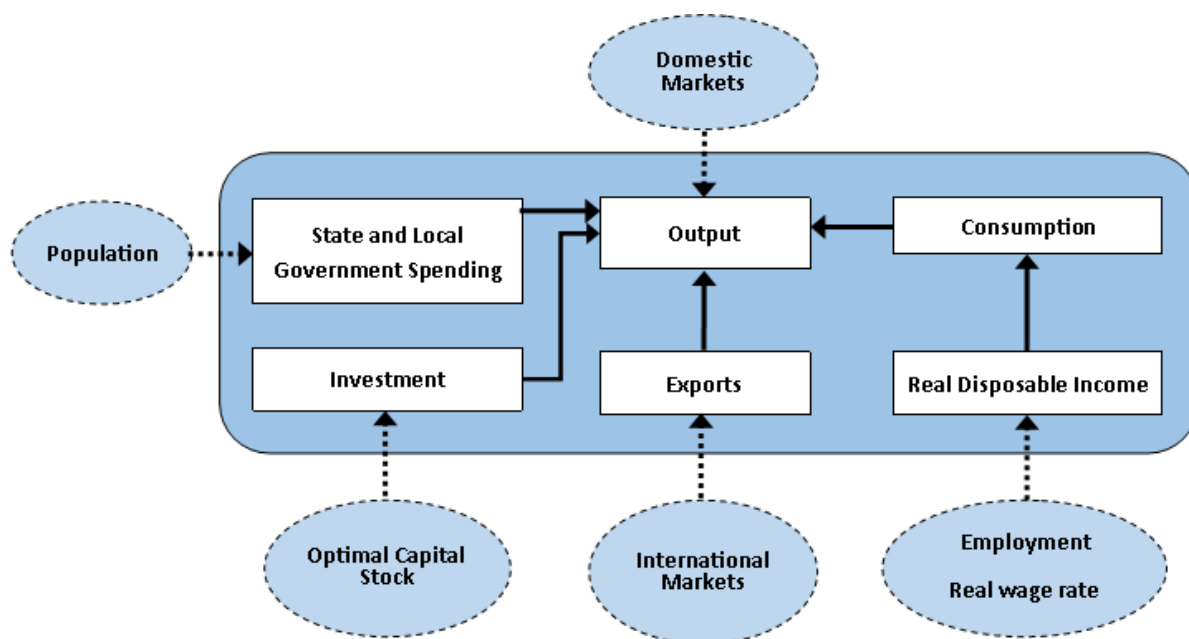 Domestic
Markets
State and Local
Government Spending
Output
Consumption
Population
Investment
Exports
Real Disposable Income
Optimal Capital
Stock
International
Markets
Employment
Real wage rate